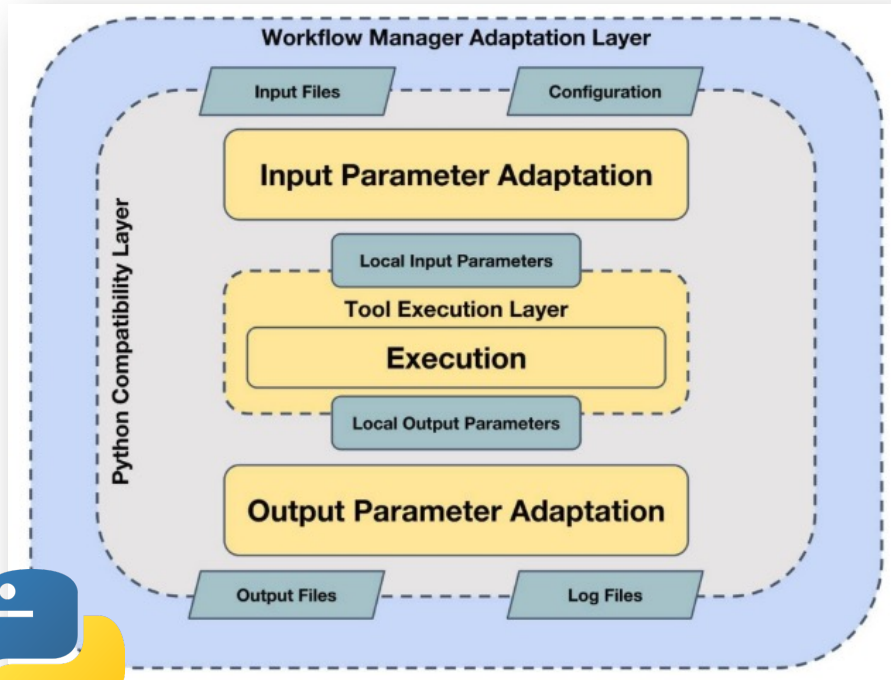 Workflow Manager Adaptation Layer
Input Files
Configuration
Input Parameter Adaptation
Python Compatibility Layer
Local Input Parameters
Tool Execution Layer
Execution
Local Output Parameters
Output Parameter Adaptation
Output Files
Log Files